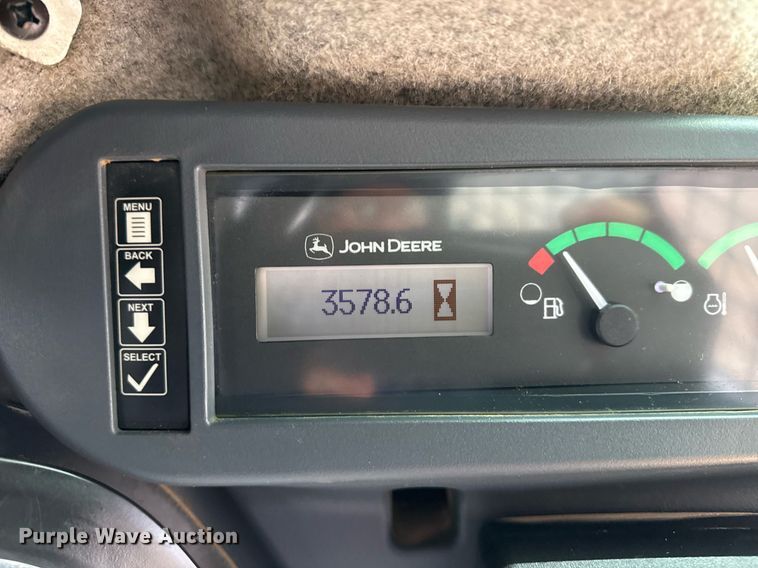 MENU
BACK
NEXT
SELECT
JOHN DEERE
3578.6
Purple Wave Auction